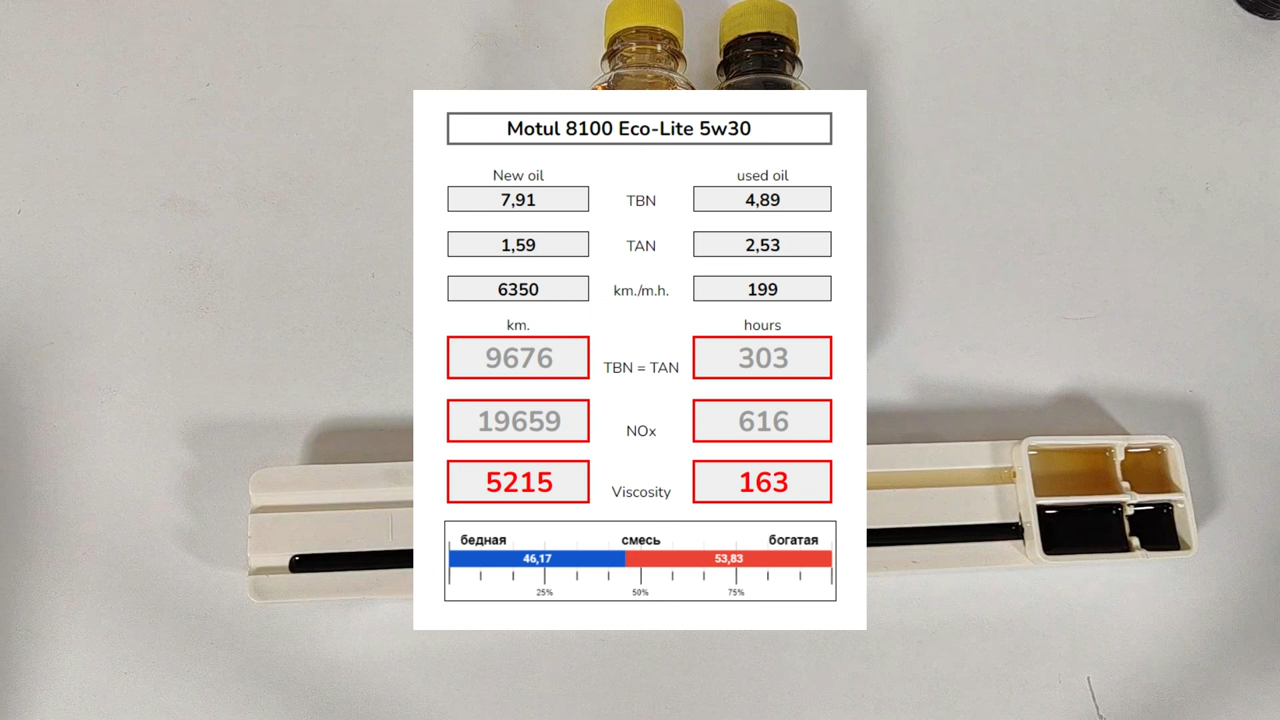 Motul 8100 Eco-Lite 5w30
New oil used oil
7,91 TBN 4,89
1,59 TAN 2,53
6350 km./m.h. 199
km. hours
9676 TBN = TAN 303
19659 NOx 616
5215 Viscosity 163
бедная смесь богатая
46,17 53,83
25% 50% 75%